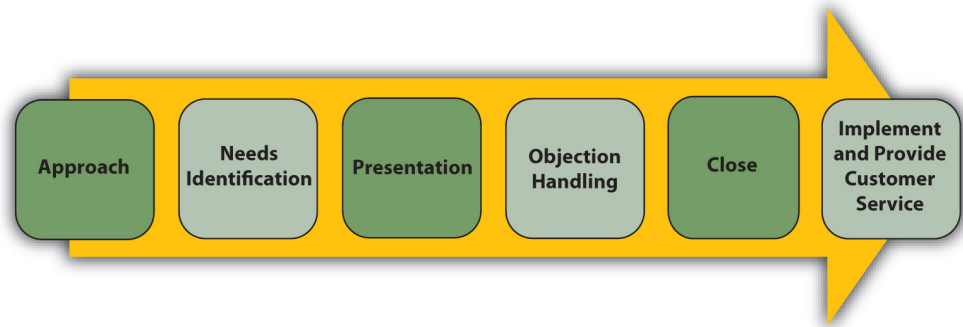 Approach
Needs
Identification
Presentation
Objection
Handling
Close
Implement
and Provide
Customer
Service